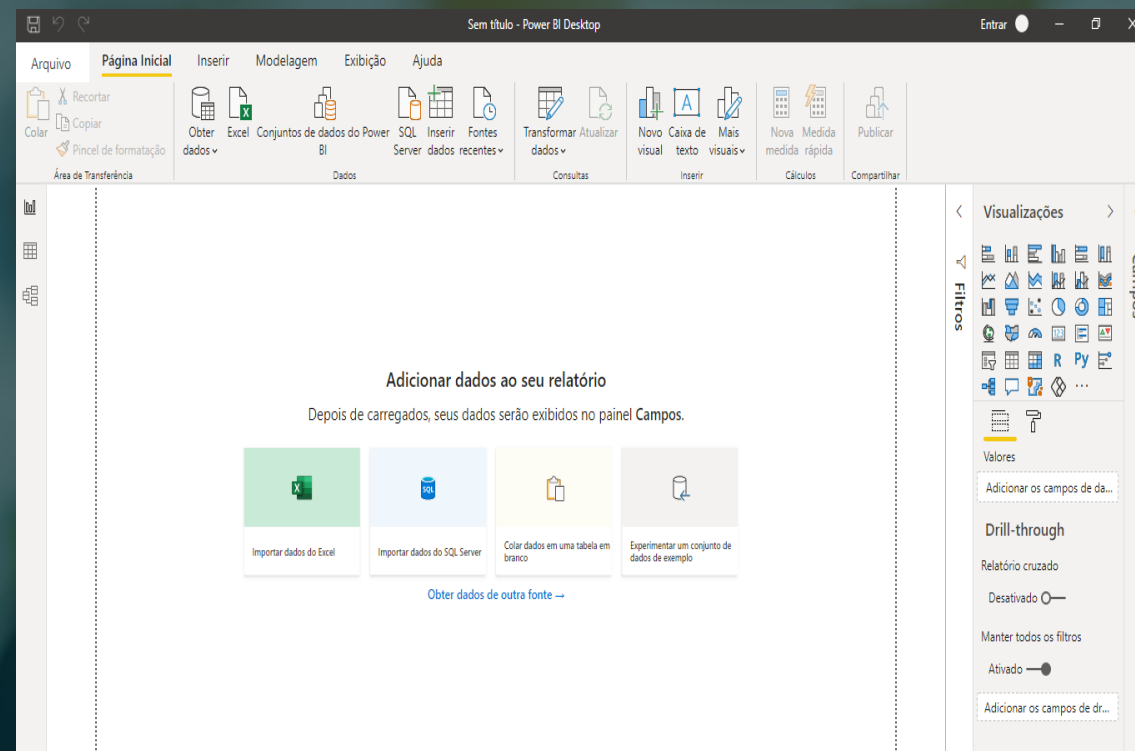 Sem título - Power BI Desktop
Entrar
Arquivo
Página Inicial
Inserir
Modelagem
Exibição
Ajuda
Colar
Recortar
Copiar
Pincel de formatação
Área de Transferência
Obter
dados
Excel
Conjuntos de dados do Power
BI
SQL
Server
Inserir
dados
Fontes
recentes
Dados
Transformar
dados
Atualizar
Consultas
Novo
visual
Caixa de
texto
Mais
visuais
Inserir
Nova
medida
Medida
rápida
Cálculos
Publicar
Compartilhar
Adicionar dados ao seu relatório
Depois de carregados, seus dados serão exibidos no painel Campos.
Importar dados do Excel
SQL
Importar dados do SQL Server
Colar dados em uma tabela em
branco
Experimentar um conjunto de
dados de exemplo
Obter dados de outra fonte →
Filtros
Visualizações
123
R
Py
Valores
Adicionar os campos de da...
Drill-through
Relatório cruzado
Desativado
Manter todos os filtros
Ativado
Adicionar os campos de dr...
Campos